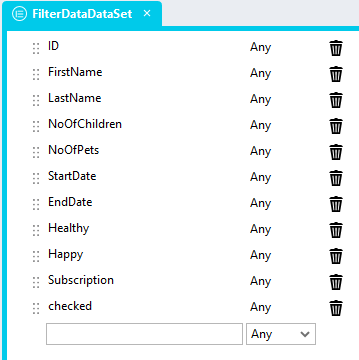 FilterDataDataSet ×
ID Any
FirstName Any
LastName Any
NoOfChildren Any
NoOfPets Any
StartDate Any
EndDate Any
Healthy Any
Happy Any
Subscription Any
checked Any
Any